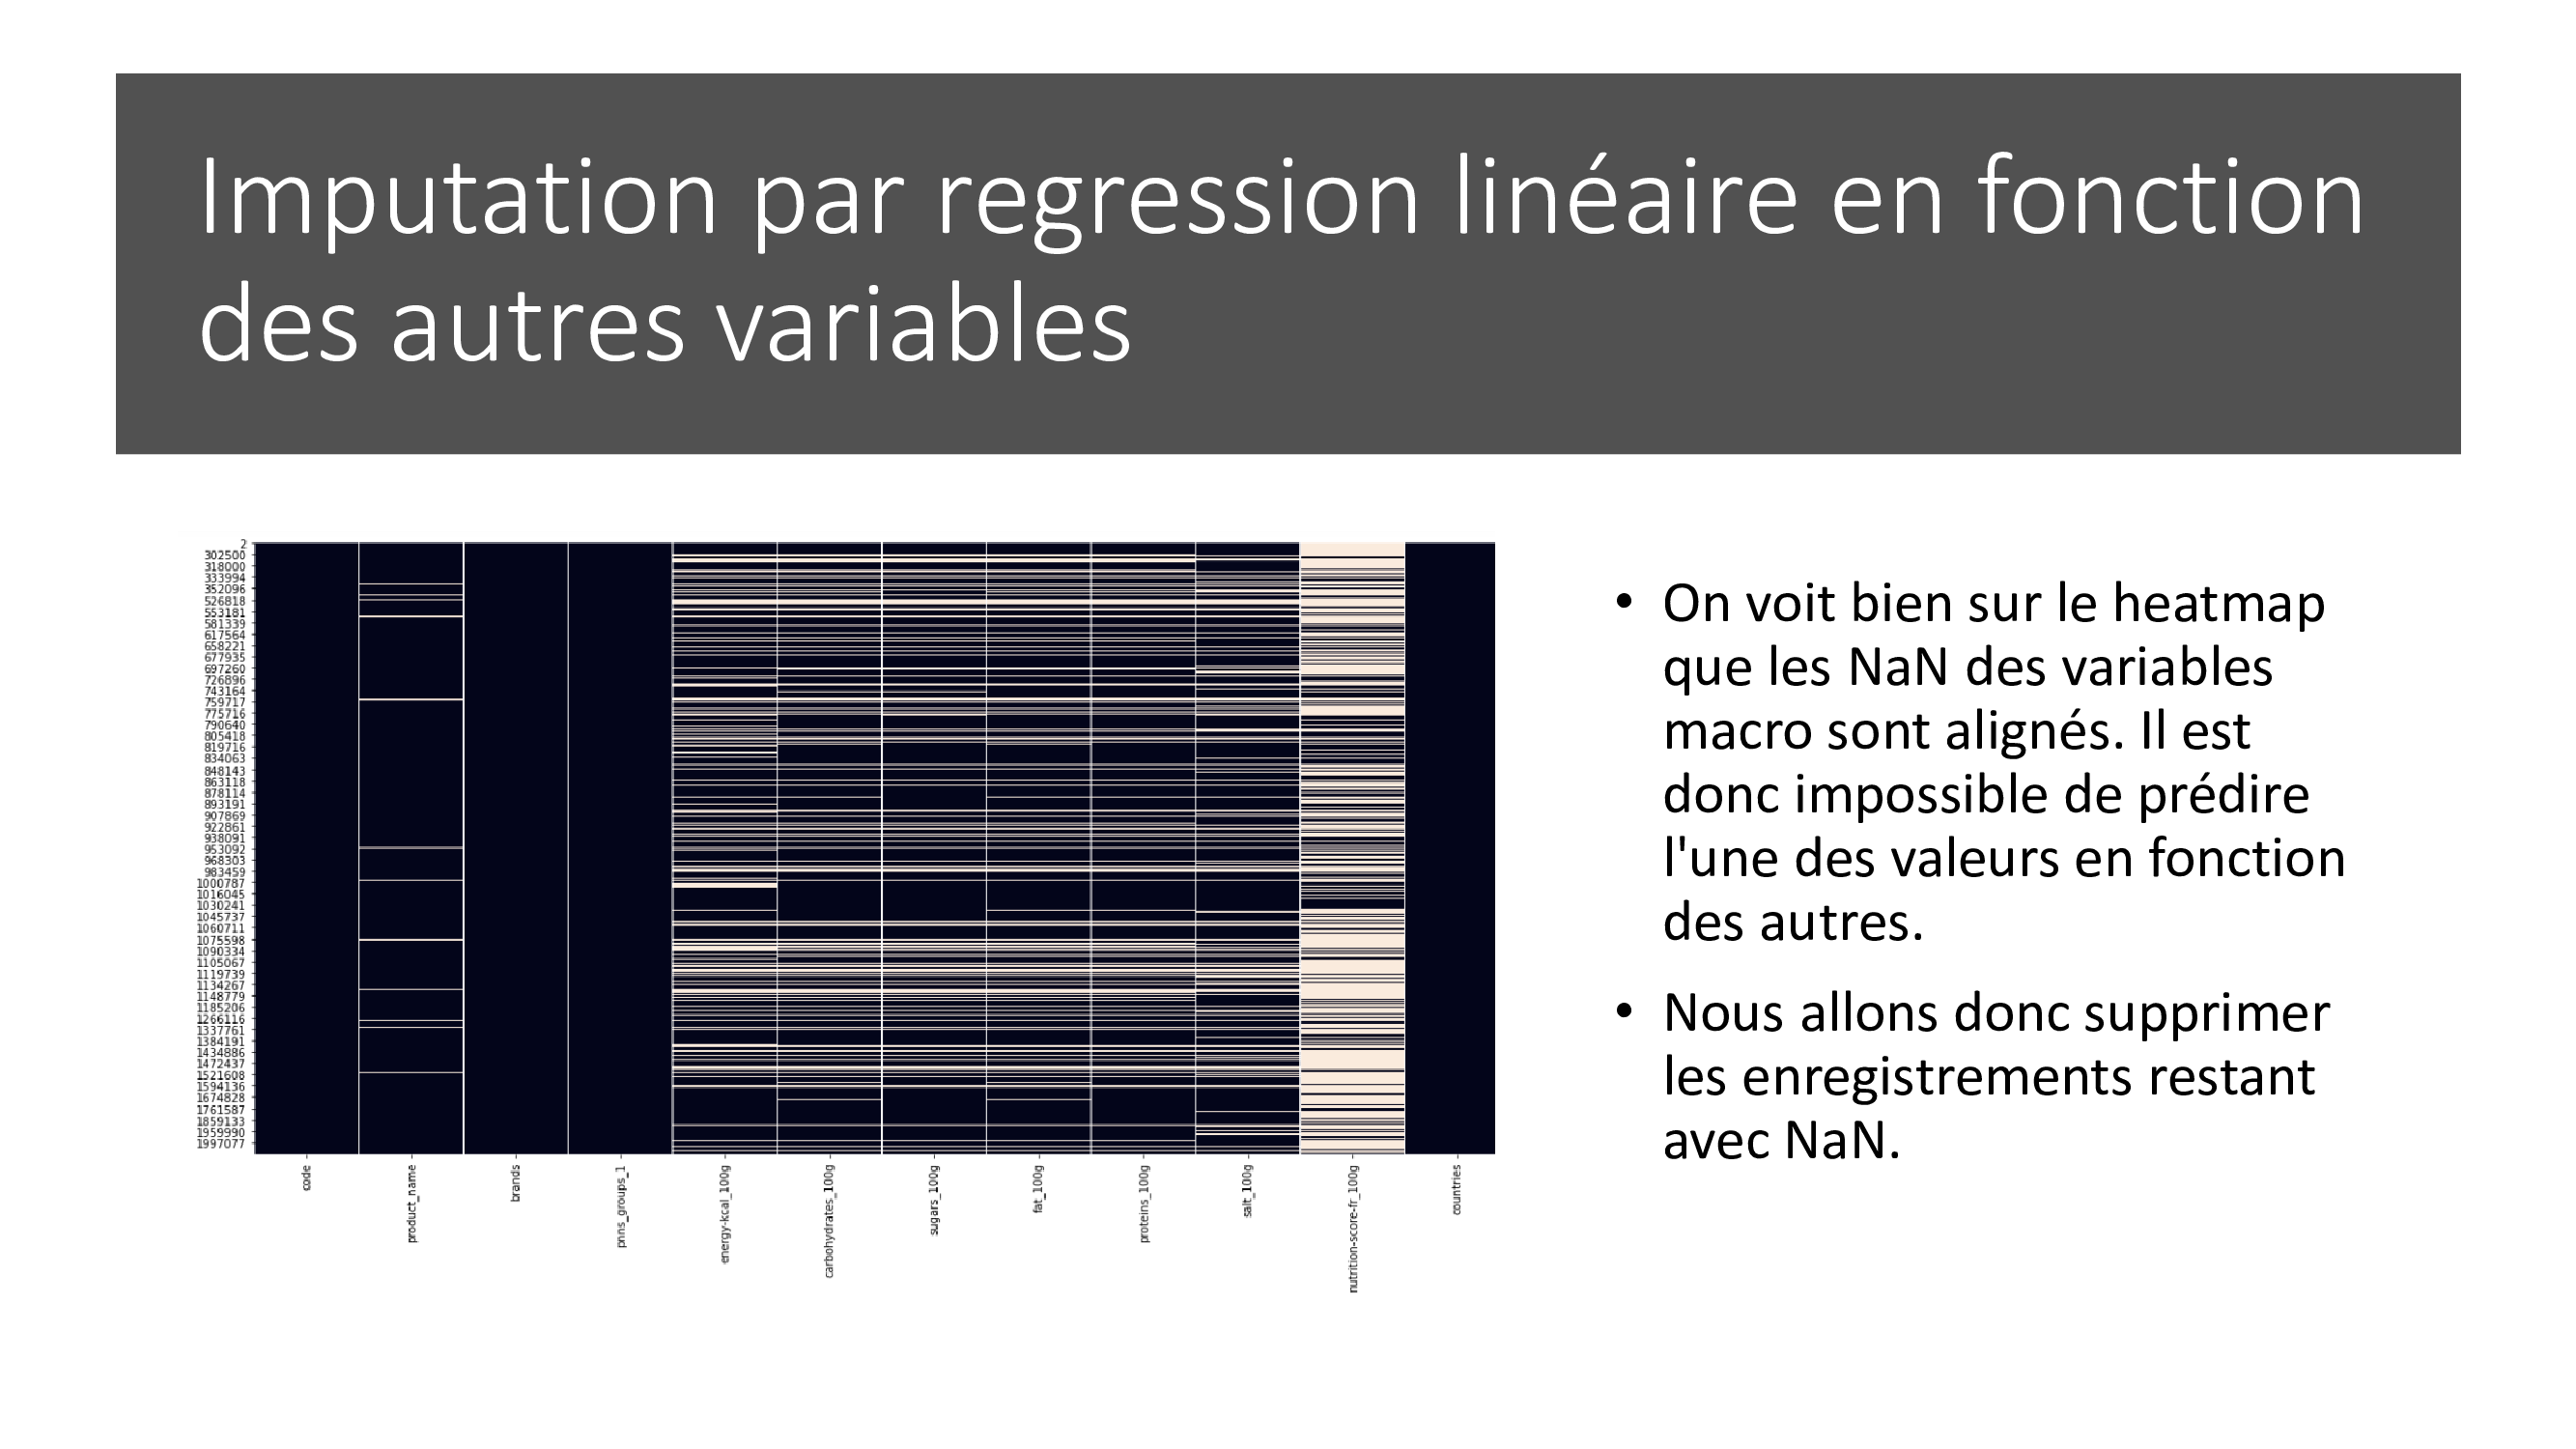 Imputation par regression linéaire en fonction
des autres variables
2
302500
318000
333994
352096
526818
553181
581339
617564
658221
677935
697260
726896
743164
759717
775716
790640
805418
819716
834063
848143
863118
878114
893191
907869
922861
938091
953092
968303
983459
1000787
1016045
1030241
1045737
1060711
1075598
1090334
1105067
1119739
1134267
1148779
1185206
1266116
1337761
1384191
1434886
1472437
1521608
1594136
1674828
1761587
1859133
1959990
1997077
code
product_name
brands
pnns_groups_1
energy-kcal_100g
carbohydrates_100g
sugars_100g
fat_100g
proteins_100g
salt_100g
nutrition-score-fr_100g
countries
• On voit bien sur le heatmap
que les NaN des variables
macro sont alignés. Il est
donc impossible de prédire
l'une des valeurs en fonction
des autres.
• Nous allons donc supprimer
les enregistrements restant
avec NaN.